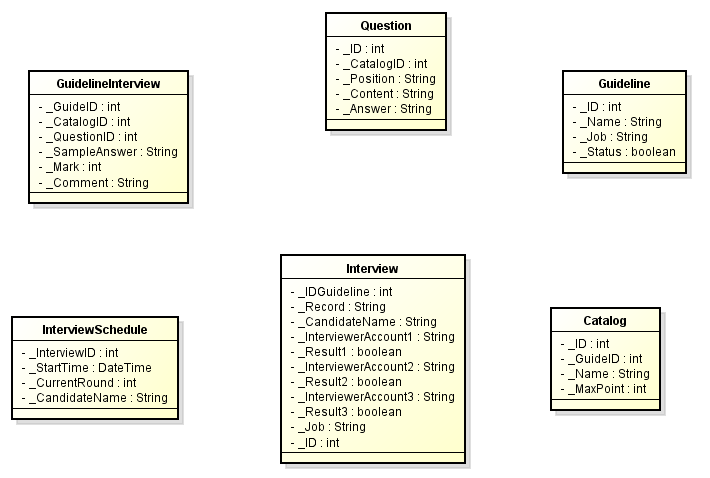 Question
- _ID : int
- _CatalogID : int
- _Position : String
- _Content : String
- _Answer : String
GuidelineInterview
- _GuideID : int
- _CatalogID : int
- _QuestionID : int
- _SampleAnswer : String
- _Mark : int
- _Comment : String
Guideline
- _ID : int
- _Name : String
- _Job : String
- _Status : boolean
Interview
- _IDGuideline : int
- _Record : String
- _CandidateName : String
- _InterviewerAccount1 : String
- _Result1 : boolean
- _InterviewerAccount2 : String
- _Result2 : boolean
- _InterviewerAccount3 : String
- _Result3 : boolean
- _Job : String
- _ID : int
InterviewSchedule
- _InterviewID : int
- _StartTime : DateTime
- _CurrentRound : int
- _CandidateName : String
Catalog
- _ID : int
- _GuideID : int
- _Name : String
- _MaxPoint : int